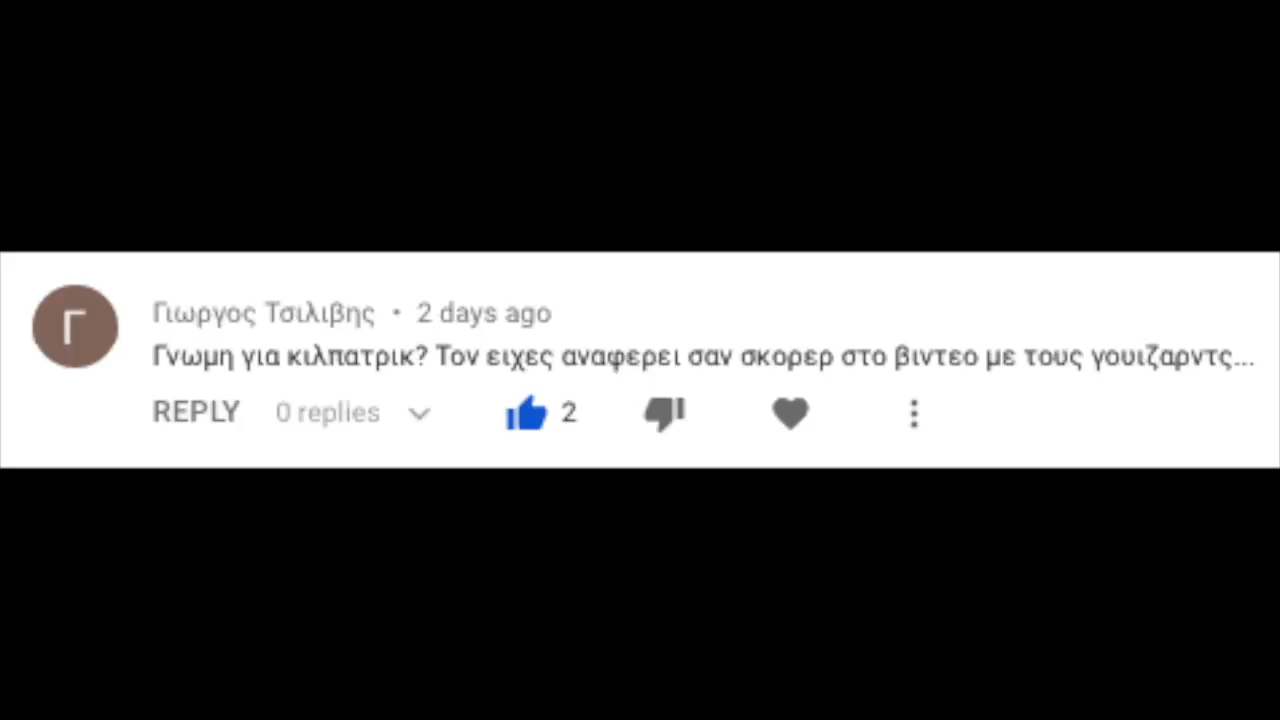 Γ
Γιωργος Τσιλιβης • 2 days ago
Γνωμη για κιλπατρικ? Τον ειχες αναφερει σαν σκορερ στο βιντεο με τους γουιζαρντς...
REPLY 0 replies 2